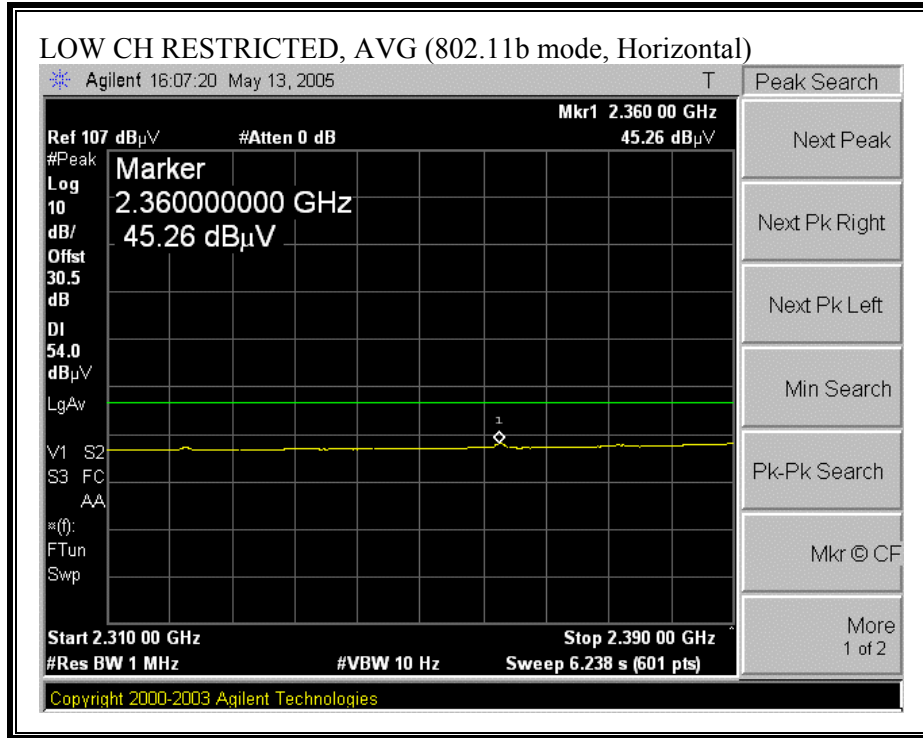 LOW CH RESTRICTED, AVG (802.11b mode, Horizontal)
Agilent 16:07:20 May 13, 2005 T
Peak Search
Mkr1 2.360 00 GHz
Ref 107 dBµV #Atten 0 dB 45.26 dBµV
#Peak
Log
10
dB/
Offst
30.5
dB
DI
54.0
dBµV
LgAv
V1 S2
S3 FC
AA
¤(f):
FTun
Swp
Marker
2.360000000 GHz
45.26 dBµV
1
Start 2.310 00 GHz Stop 2.390 00 GHz
#Res BW 1 MHz #VBW 10 Hz Sweep 6.238 s (601 pts)
Next Peak
Next Pk Right
Next Pk Left
Min Search
Pk-Pk Search
Mkr © CF
More
1 of 2
Copyright 2000-2003 Agilent Technologies